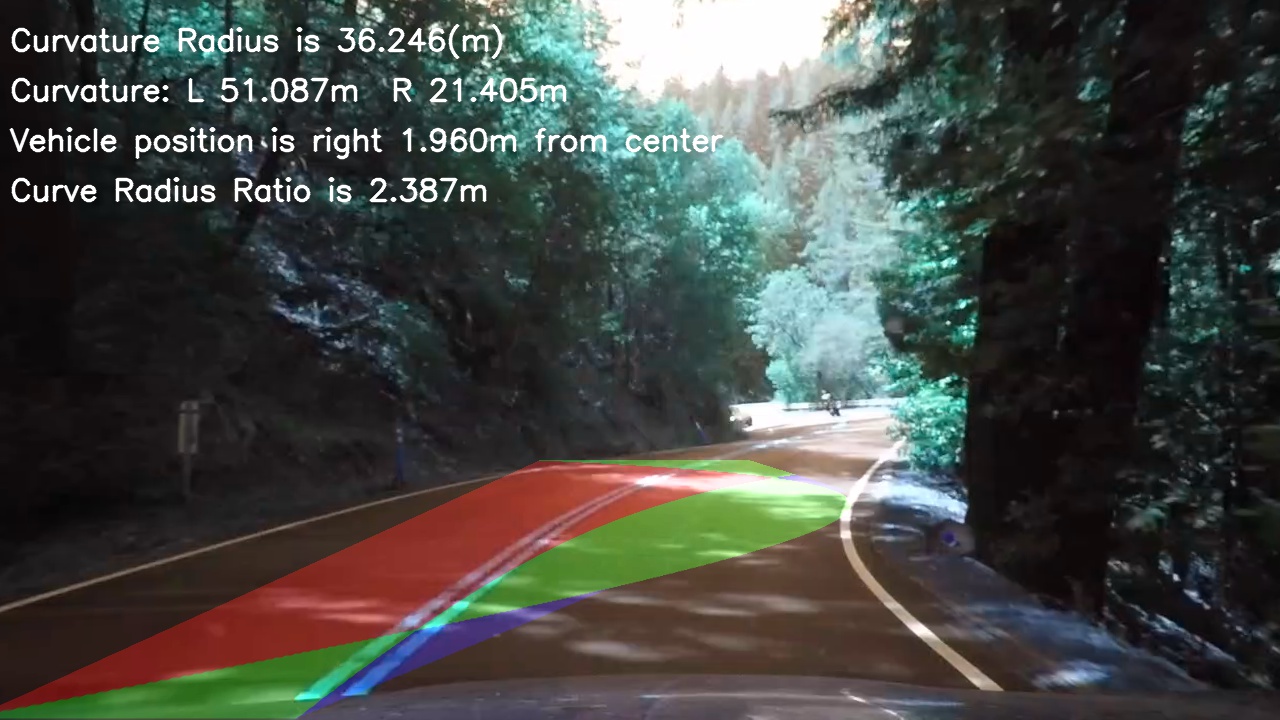 Curvature Radius is 36.246(m)
Curvature: L 51.087m R 21.405m
Vehicle position is right 1.960m from center
Curve Radius Ratio is 2.387m